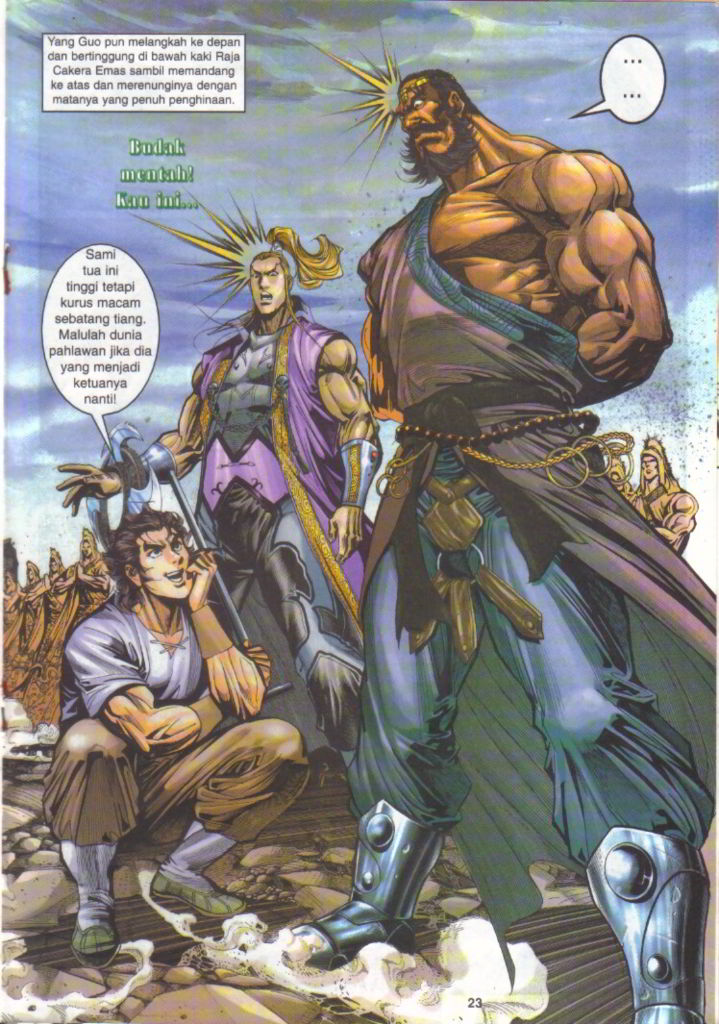 Yang Guo pun melangkah ke depan
dan bertinggung di bawah kaki Raja
Cakera Emas sambil memandang
ke atas dan merenunginya dengan
matanya yang penuh penghinaan.
...
...
Budak
mentah!
Kau ini...
Sami
tua ini
tinggi tetapi
kurus macam
sebatang tiang.
Malulah dunia
pahlawan jika dia
yang menjadi
ketuanya
nanti!
23